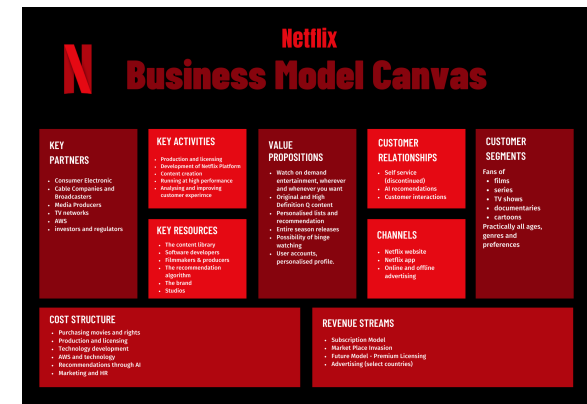 Netflix
N
Business Model Canvas
KEY
PARTNERS
• Consumer Electronic
• Cable Companies and
Broadcasters
• Media Producers
• TV networks
• AWS
• investors and regulators
KEY ACTIVITIES
• Production and licensing
• Development of Netflix Platform
• Content creation
• Running at high performance
• Analysing and improving
customer experince
KEY RESOURCES
• The content library
• Software developers
• Filmmakers & producers
• The recommendation
algorithm
• The brand
• Studios
VALUE
PROPOSITIONS
• Watch on demand
entertainment, wherever
and whenever you want
• Original and High
Definition Q content
• Personalised lists and
recommendation
• Entire season releases
• Possibility of binge
watching
• User accounts,
personalised profile.
CUSTOMER
RELATIONSHIPS
• Self service
(discontinued)
• AI recomendations
• Customer interactions
CHANNELS
• Netflix website
• Netflix app
• Online and offline
advertising
CUSTOMER
SEGMENTS
Fans of
• films
• series
• TV shows
• documentaries
• cartoons
Practically all ages,
genres and
preferences
COST STRUCTURE
• Purchasing movies and rights
• Production and licensing
• Technology development
• AWS and technology
• Recommendations through AI
• Marketing and HR
REVENUE STREAMS
• Subscription Model
• Market Place Invasion
• Future Model - Premium Licensing
• Advertising (select countries)